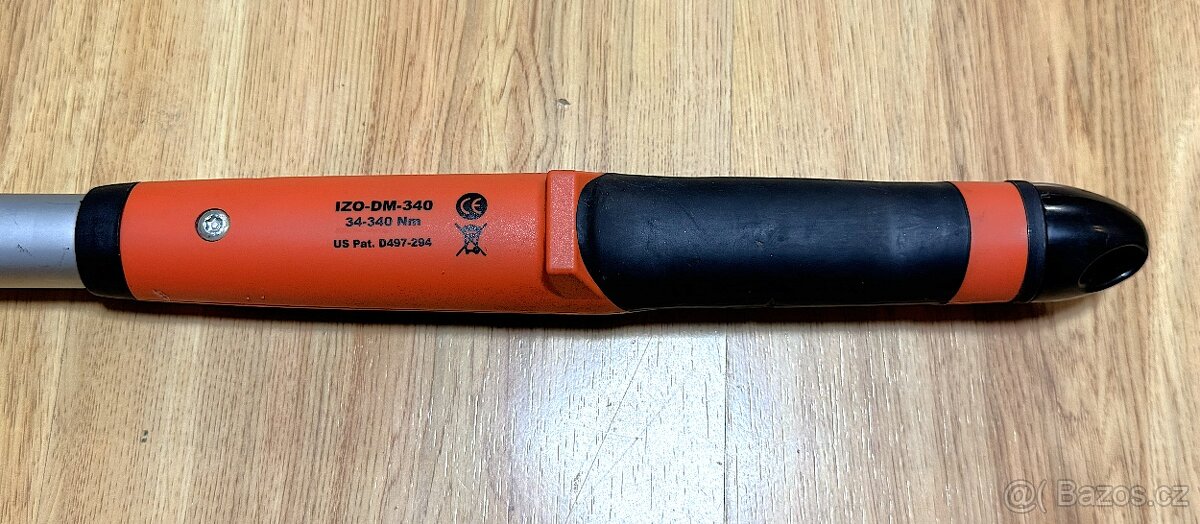 IZO-DM-340
34-340 Nm
US Pat. D497-294
CE
@( Bazos.cz